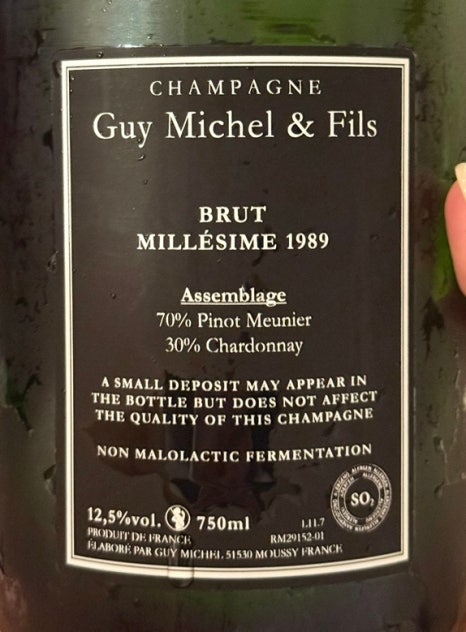 CHAMPAGNE
Guy Michel & Fils
BRUT
MILLÉSIME 1989
Assemblage
70% Pinot Meunier
30% Chardonnay
A SMALL DEPOSIT MAY APPEAR IN
THE BOTTLE BUT DOES NOT AFFECT
THE QUALITY OF THIS CHAMPAGNE
NON MALOLACTIC FERMENTATION
SO₂
12,5%vol. 750ml
PRODUIT DE FRANCE L11.7
RM29152-01
ÉLABORÉ PAR GUY MICHEL 51530 MOUSSY FRANCE